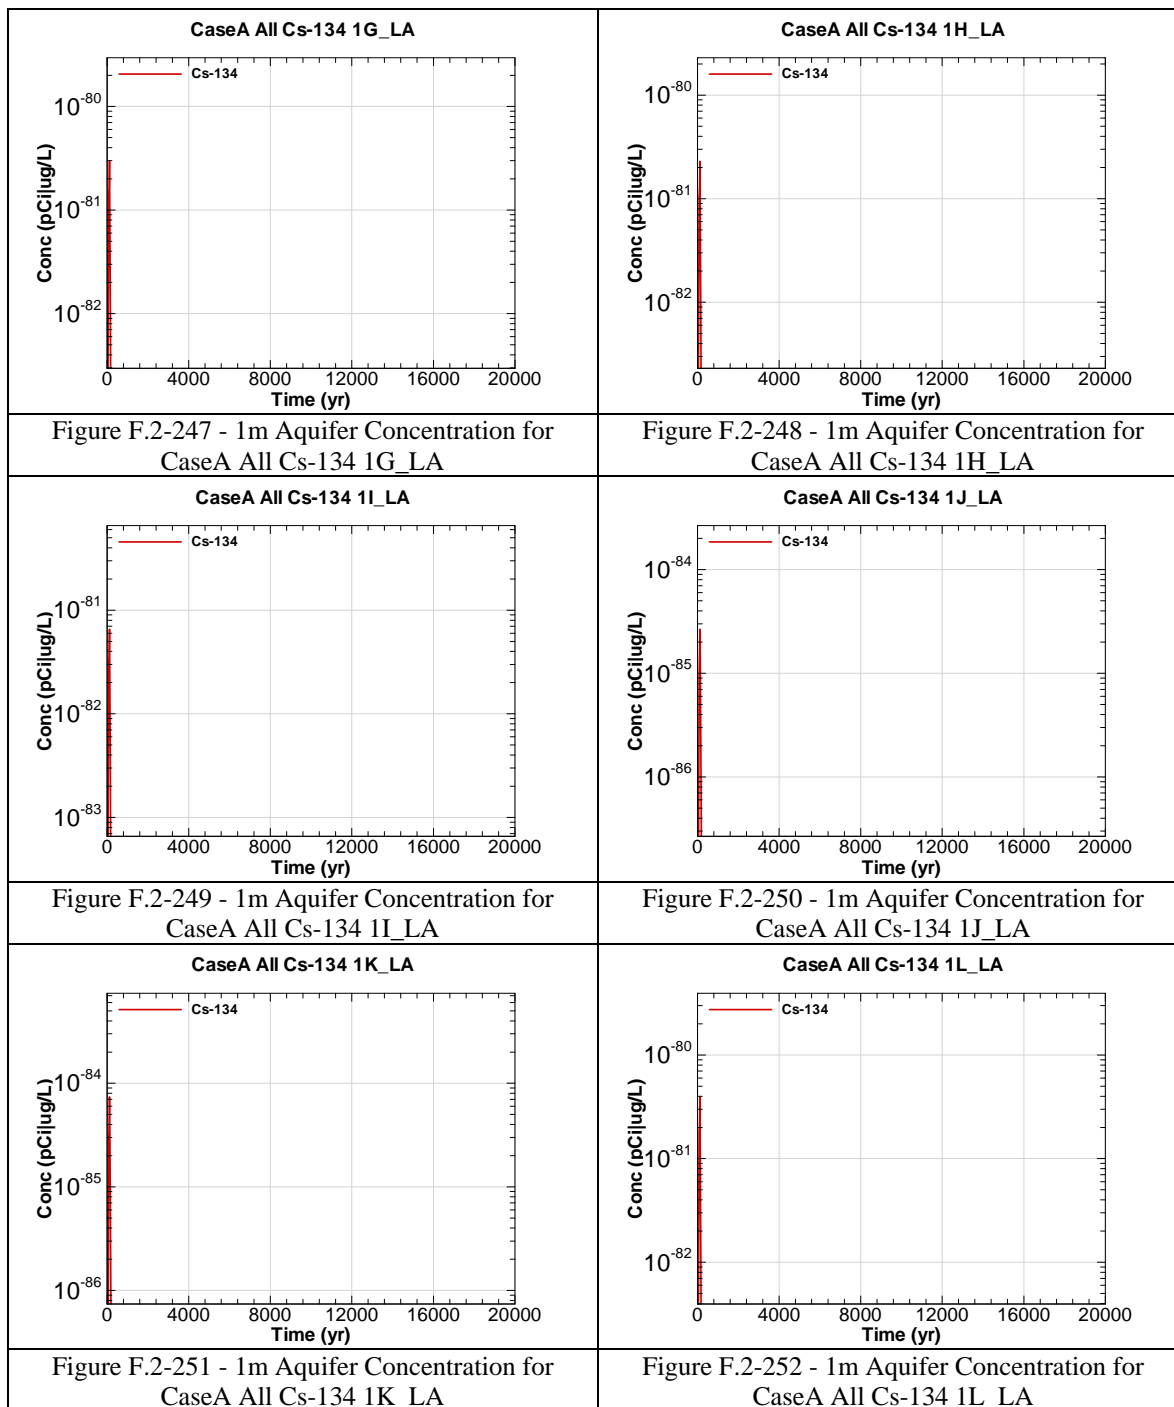 CaseA All Cs-134 1G_LA
Cs-134
10^-80
10^-81
10^-82
Conc (pCi|ug/L)
0 4000 8000 12000 16000 20000
Time (yr)
Figure F.2-247 - 1m Aquifer Concentration for
CaseA All Cs-134 1G_LA
CaseA All Cs-134 1H_LA
Cs-134
10^-80
10^-81
10^-82
Conc (pCi|ug/L)
0 4000 8000 12000 16000 20000
Time (yr)
Figure F.2-248 - 1m Aquifer Concentration for
CaseA All Cs-134 1H_LA
CaseA All Cs-134 1I_LA
Cs-134
10^-81
10^-82
10^-83
Conc (pCi|ug/L)
0 4000 8000 12000 16000 20000
Time (yr)
Figure F.2-249 - 1m Aquifer Concentration for
CaseA All Cs-134 1I_LA
CaseA All Cs-134 1J_LA
Cs-134
10^-84
10^-85
10^-86
Conc (pCi|ug/L)
0 4000 8000 12000 16000 20000
Time (yr)
Figure F.2-250 - 1m Aquifer Concentration for
CaseA All Cs-134 1J_LA
CaseA All Cs-134 1K_LA
Cs-134
10^-84
10^-85
10^-86
Conc (pCi|ug/L)
0 4000 8000 12000 16000 20000
Time (yr)
Figure F.2-251 - 1m Aquifer Concentration for
CaseA All Cs-134 1K_LA
CaseA All Cs-134 1L_LA
Cs-134
10^-80
10^-81
10^-82
Conc (pCi|ug/L)
0 4000 8000 12000 16000 20000
Time (yr)
Figure F.2-252 - 1m Aquifer Concentration for
CaseA All Cs-134 1L_LA